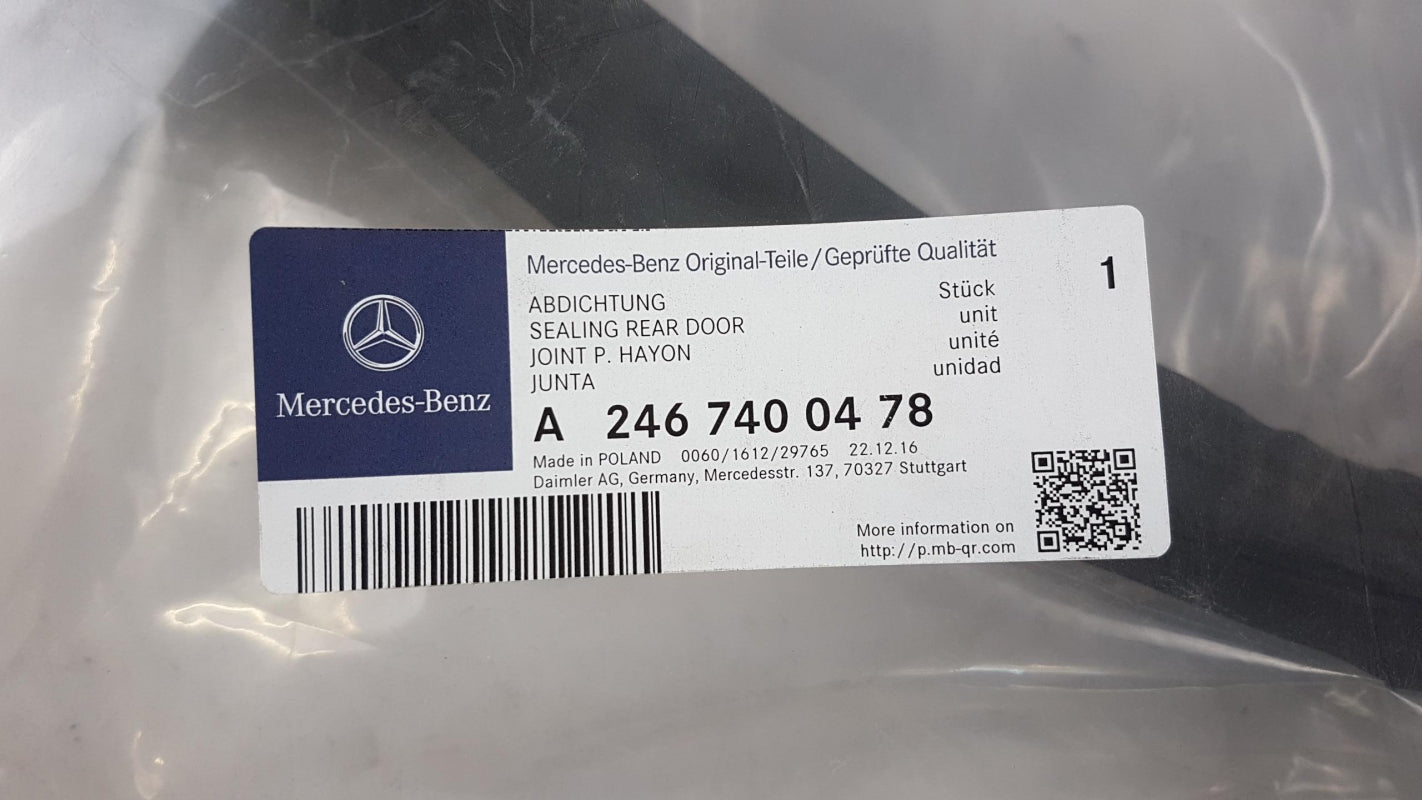 Mercedes-Benz
Mercedes-Benz Original-Teile/Geprüfte Qualität
1
ABDICHTUNG Stück
SEALING REAR DOOR unit
JOINT P. HAYON unité
JUNTA unidad
A 246 740 04 78
Made in POLAND 0060/1612/29765 22.12.16
Daimler AG, Germany, Mercedesstr. 137, 70327 Stuttgart
More information on
http://p.mb-qr.com